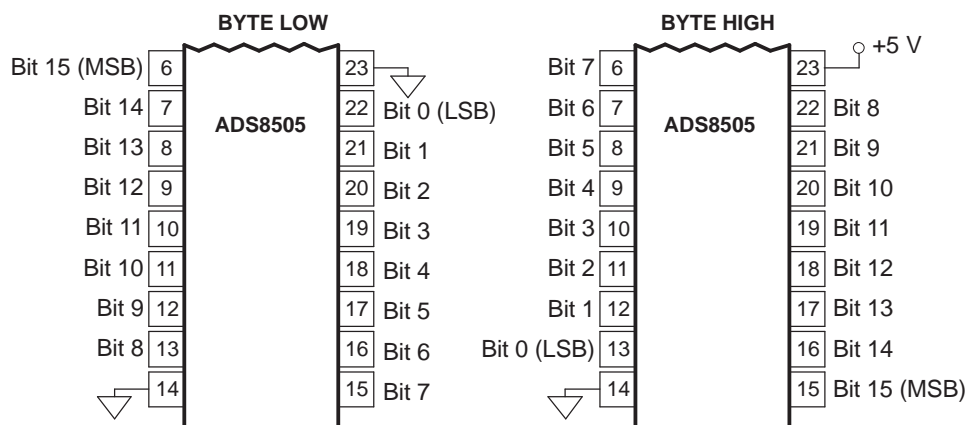 BYTE LOW
Bit 15 (MSB) 6
23
Bit 14 7
ADS8505
22 Bit 0 (LSB)
Bit 13 8
21 Bit 1
Bit 12 9
20 Bit 2
Bit 11 10
19 Bit 3
Bit 10 11
18 Bit 4
Bit 9 12
17 Bit 5
Bit 8 13
16 Bit 6
14
15 Bit 7
BYTE HIGH
+5 V
Bit 7 6
23
Bit 6 7
ADS8505
22 Bit 8
Bit 5 8
21 Bit 9
Bit 4 9
20 Bit 10
Bit 3 10
19 Bit 11
Bit 2 11
18 Bit 12
Bit 1 12
17 Bit 13
Bit 0 (LSB) 13
16 Bit 14
14
15 Bit 15 (MSB)